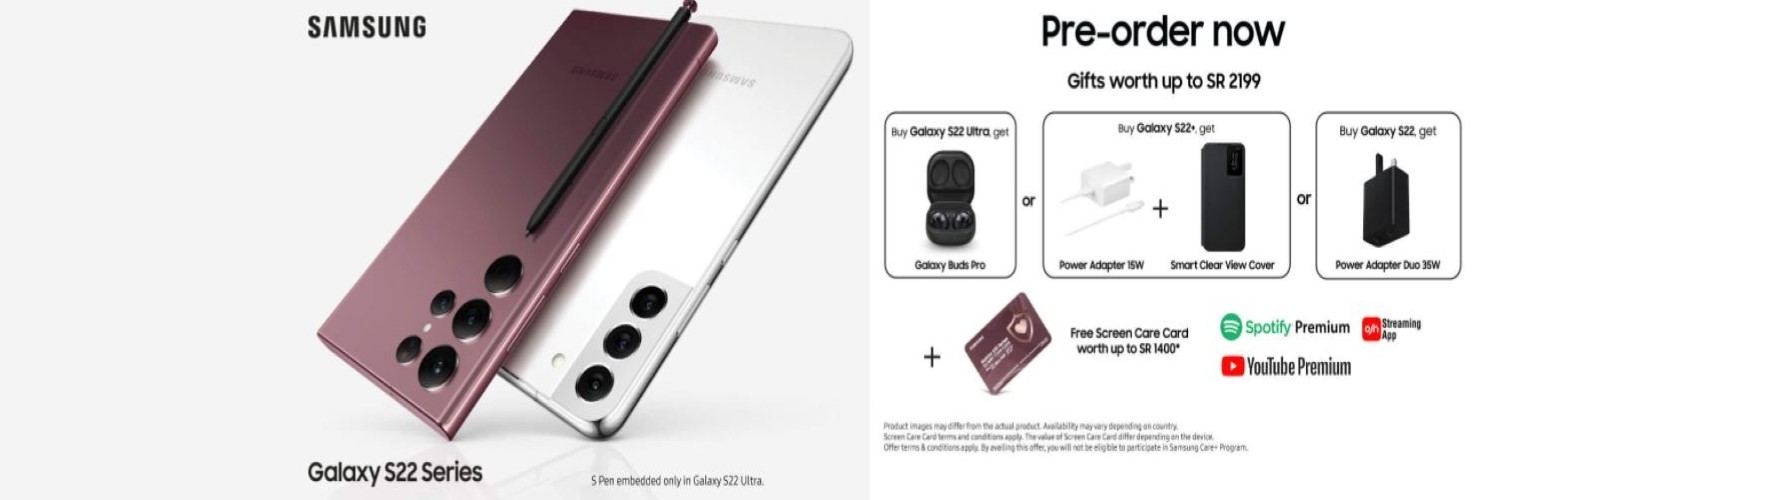 SAMSUNG
SAMSUNG
SAMSUNG
Galaxy S22 Series
S Pen embedded only in Galaxy S22 Ultra.
Pre-order now
Gifts worth up to SR 2199
Buy Galaxy S22 Ultra, get
Galaxy Buds Pro
or
Buy Galaxy S22+, get
+
Power Adapter 15W
Smart Clear View Cover
or
Buy Galaxy S22, get
Power Adapter Duo 35W
+
Free Screen Care Card
worth up to SR 1400*
Spotify Premium
Streaming
App
YouTube Premium
Product images may differ from the actual product. Availability may vary depending on country.
Screen Care Card terms and conditions apply. The value of Screen Care Card differ depending on the device.
Offer terms & conditions apply. By availing this offer, you will not be eligible to participate in Samsung Care+ Program.